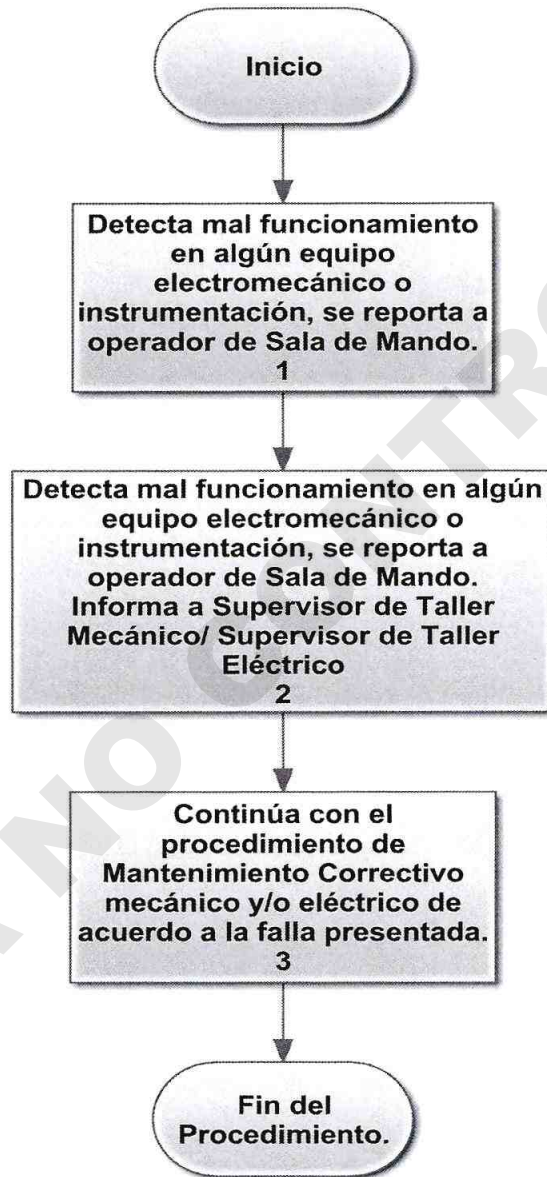 Inicio
Detecta mal funcionamiento
en algún equipo
electromecánico o
instrumentación, se reporta a
operador de Sala de Mando.
1
Detecta mal funcionamiento en algún
equipo electromecánico o
instrumentación, se reporta a
operador de Sala de Mando.
Informa a Supervisor de Taller
Mecánico/ Supervisor de Taller
Eléctrico
2
Continúa con el
procedimiento de
Mantenimiento Correctivo
mecánico y/o eléctrico de
acuerdo a la falla presentada.
3
Fin del
Procedimiento.